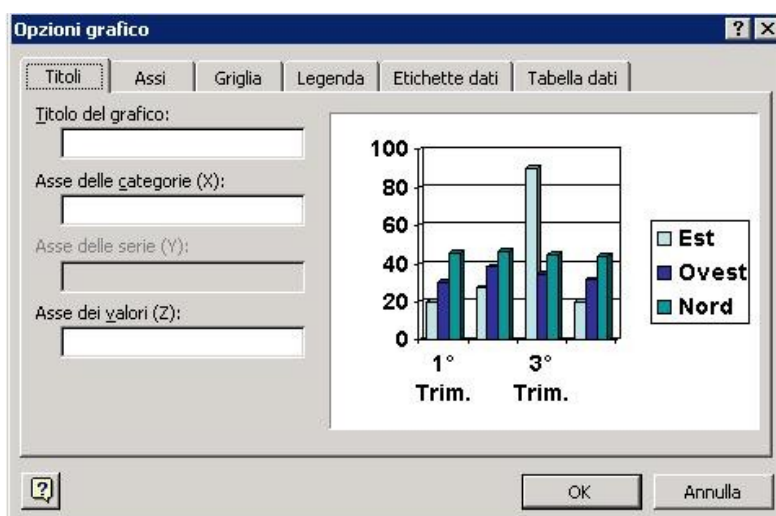 Opzioni grafico
Titoli Assi Griglia Legenda Etichette dati Tabella dati
Titolo del grafico:
Asse delle categorie (X):
Asse delle serie (Y):
Asse dei valori (Z):
100
80
60
40
20
0
1° 3°
Trim. Trim.
Est
Ovest
Nord
OK Annulla